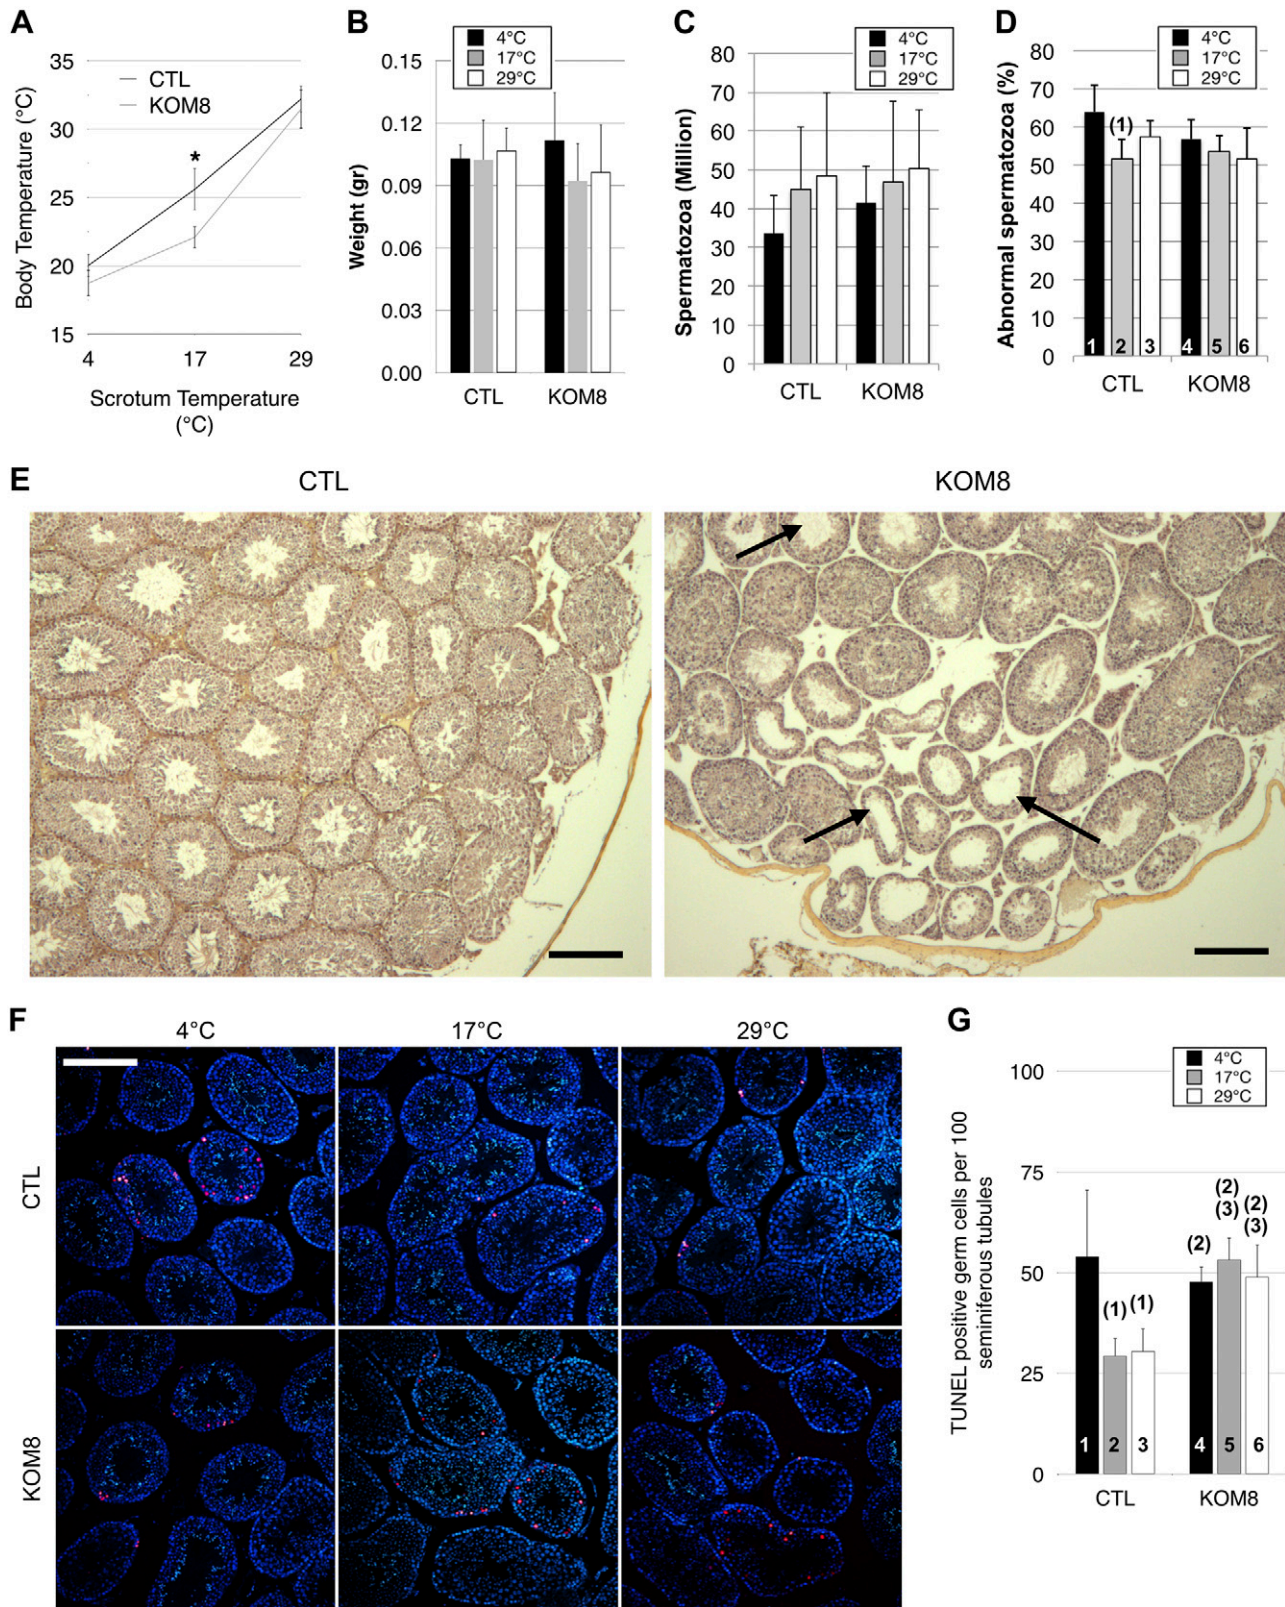 A
35
30
25
20
15
Body Temperature (°C)
CTL
KOM8
*
4
17
29
Scrotum Temperature
(°C)
B
4°C
17°C
29°C
0.15
0.12
0.09
0.06
0.03
0.00
Weight (gr)
CTL
KOM8
C
4°C
17°C
29°C
80
70
60
50
40
30
20
10
0
Spermatozoa (Million)
CTL
KOM8
D
4°C
17°C
29°C
80
70
60
50
40
30
20
10
0
Abnormal spermatozoa (%)
(1)
1
2
3
4
5
6
CTL
KOM8
E
CTL
KOM8
F
4°C
17°C
29°C
CTL
KOM8
G
4°C
17°C
29°C
100
75
50
25
0
TUNEL positive germ cells per 100
seminiferous tubules
(1)
(1)
(2)
(2)
(3)
(2)
(3)
1
2
3
4
5
6
CTL
KOM8